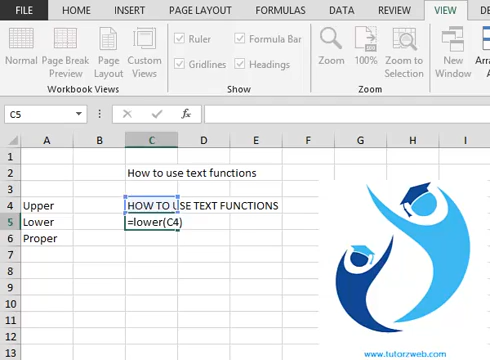 FILE HOME INSERT PAGE LAYOUT FORMULAS DATA REVIEW VIEW
Normal Page Break Preview Page Layout Custom Views
Ruler Formula Bar
Gridlines Headings
Zoom 100% Zoom to Selection
New Window
Workbook Views Show Zoom
C5 fx
A B C D E F G H I
1
2 How to use text functions
3
4 Upper HOW TO USE TEXT FUNCTIONS
5 Lower =lower(C4)
6 Proper
7
8
9
10
11
12
13
www.tutorzweb.com